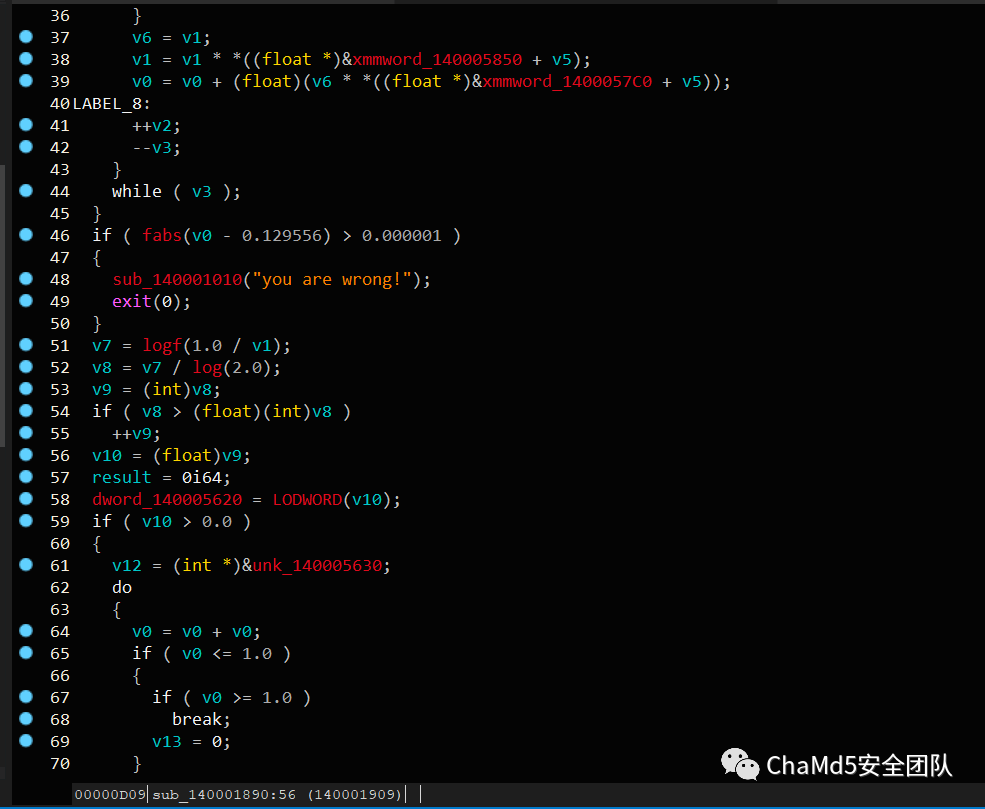 36 }
37 v6 = v1;
38 v1 = v1 * *((float *)&xmmword_140005850 + v5);
39 v0 = v0 + (float)(v6 * *((float *)&xmmword_1400057C0 + v5));
40 LABEL_8:
41 ++v2;
42 --v3;
43 }
44 while ( v3 );
45 }
46 if ( fabs(v0 - 0.129556) > 0.000001 )
47 {
48 sub_140001010("you are wrong!");
49 exit(0);
50 }
51 v7 = logf(1.0 / v1);
52 v8 = v7 / log(2.0);
53 v9 = (int)v8;
54 if ( v8 > (float)(int)v8 )
55 ++v9;
56 v10 = (float)v9;
57 result = 0i64;
58 dword_140005620 = LODWORD(v10);
59 if ( v10 > 0.0 )
60 {
61 v12 = (int *)&unk_140005630;
62 do
63 {
64 v0 = v0 + v0;
65 if ( v0 <= 1.0 )
66 {
67 if ( v0 >= 1.0 )
68 break;
69 v13 = 0;
70 }
ChaMd5安全团队
00000D09 sub_140001890:56 (140001909)